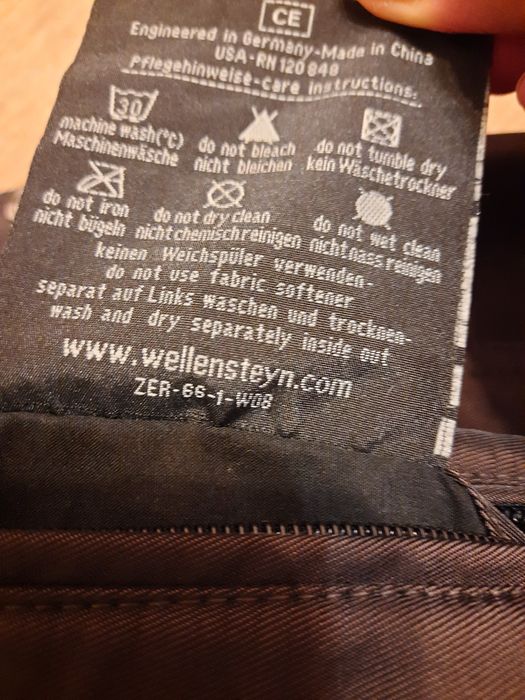 CE
Engineered in Germany-Made in China
USA-RN 120848
Pflegehinweise-Care Instructions:
30
machine wash(°C) do not bleach do not tumble dry
Maschinenwäsche nicht bleichen kein Wäschetrockner
do not iron do not dry clean do not wet clean
nicht bügeln nicht chemisch reinigen nicht nass reinigen
keinen Weichspüler verwenden-
do not use fabric softener
separat auf Links waschen und trocknen-
wash and dry separately inside out
www.wellensteyn.com
ZER-66-1-W08